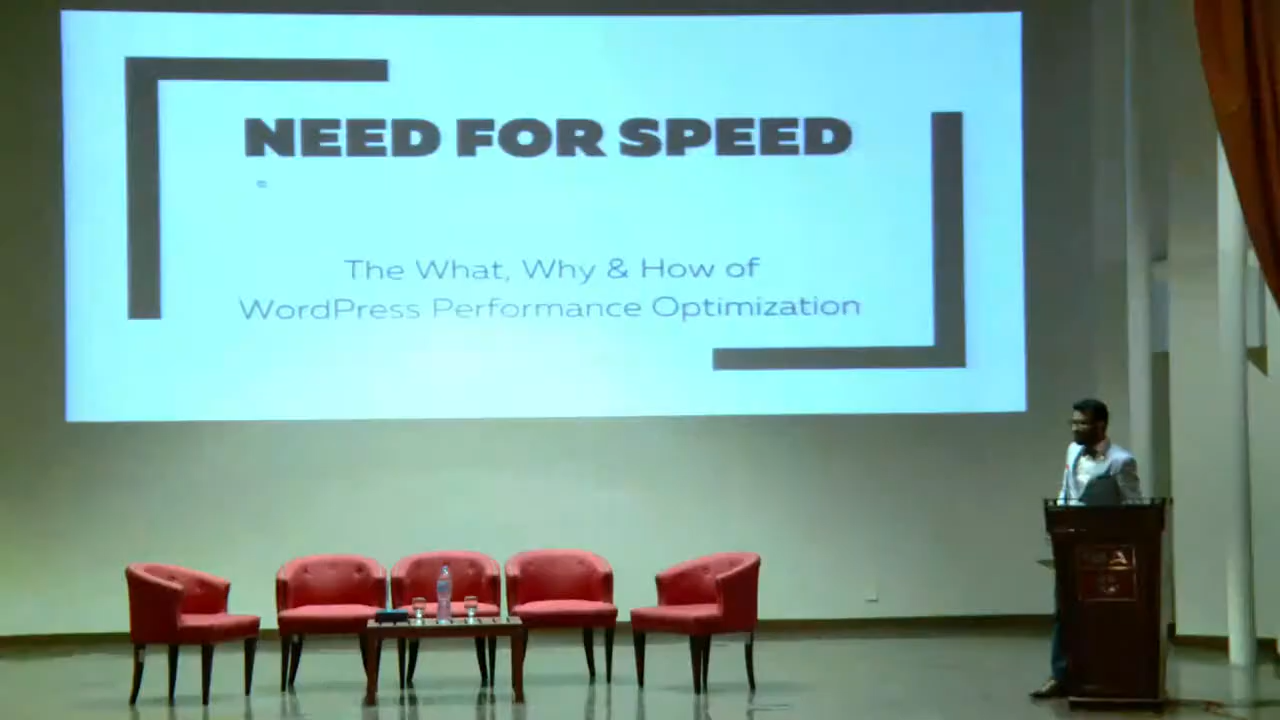 NEED FOR SPEED
The What, Why & How of
WordPress Performance Optimization